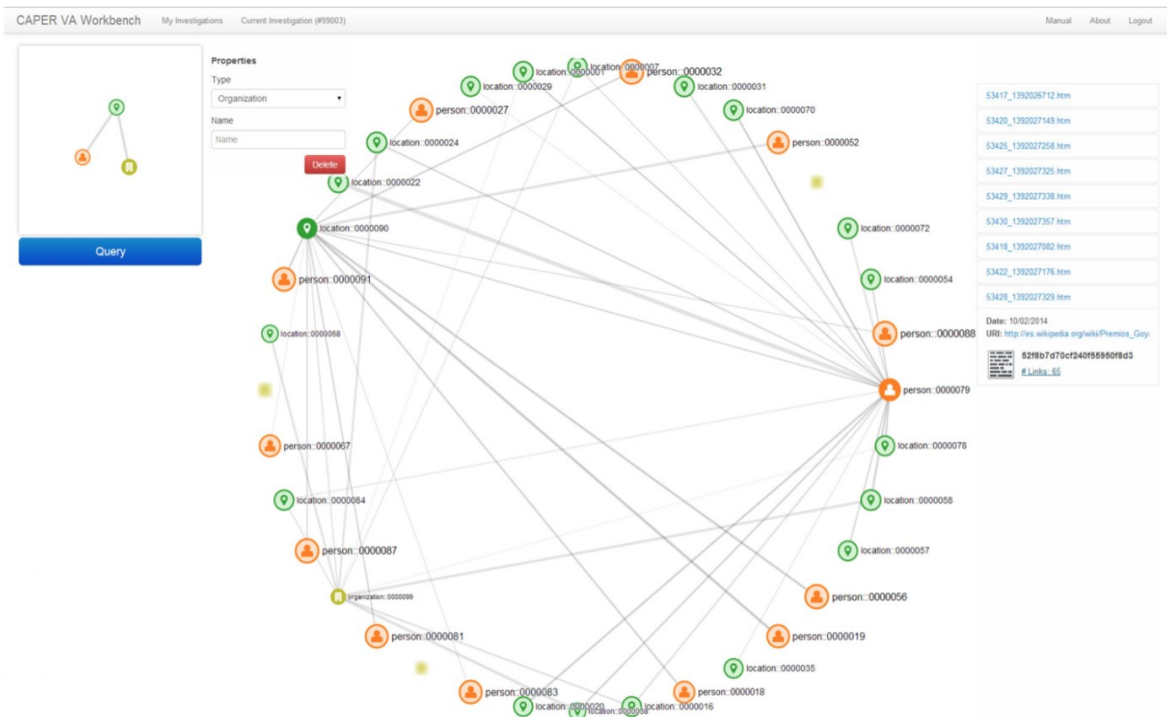 CAPER VA Workbench My Investigations Current Investigation (#99003) Manual About Logout
Properties
Type
Organization
Name
Name
Delete
Query
location::0000007
location::0000001
person::0000032
location::0000029
location::0000031
person::0000027
location::0000070
location::0000024
person::0000052
location::0000022
location::0000090
location::0000072
person::0000091
location::0000054
location::0000068
person::0000088
person::0000079
person::0000067
location::0000078
location::0000084
location::0000058
person::0000087
location::0000057
organization::0000099
person::0000056
person::0000081
person::0000019
location::0000035
person::0000083
person::0000018
location::0000020
location::0000016
53417_1392026712.htm
53420_1392027149.htm
53425_1392027258.htm
53427_1392027325.htm
53429_1392027338.htm
53430_1392027357.htm
53418_1392027082.htm
53422_1392027176.htm
53428_1392027329.htm
Date: 10/02/2014
URI: http://es.wikipedia.org/wiki/Premios_Goy
52f8b7d70cf240f55950f8d3
# Links: 65